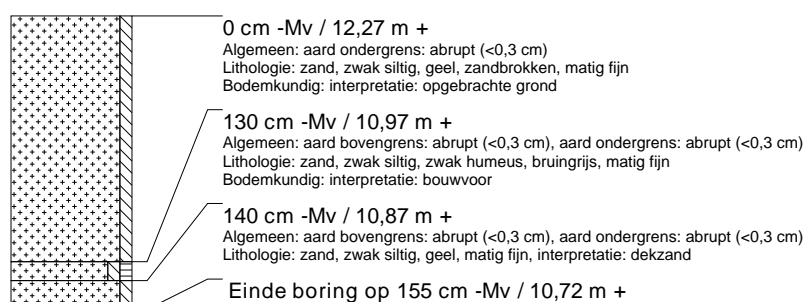 0 cm -Mv / 12,27 m +
Algemeen: aard ondergrens: abrupt (<0,3 cm)
Lithologie: zand, zwak siltig, geel, zandbrokken, matig fijn
Bodemkundig: interpretatie: opgebrachte grond
130 cm -Mv / 10,97 m +
Algemeen: aard bovengrens: abrupt (<0,3 cm), aard ondergrens: abrupt (<0,3 cm)
Lithologie: zand, zwak siltig, zwak humeus, bruingrijs, matig fijn
Bodemkundig: interpretatie: bouwvoor
140 cm -Mv / 10,87 m +
Algemeen: aard bovengrens: abrupt (<0,3 cm), aard ondergrens: abrupt (<0,3 cm)
Lithologie: zand, zwak siltig, geel, matig fijn, interpretatie: dekzand
Einde boring op 155 cm -Mv / 10,72 m +